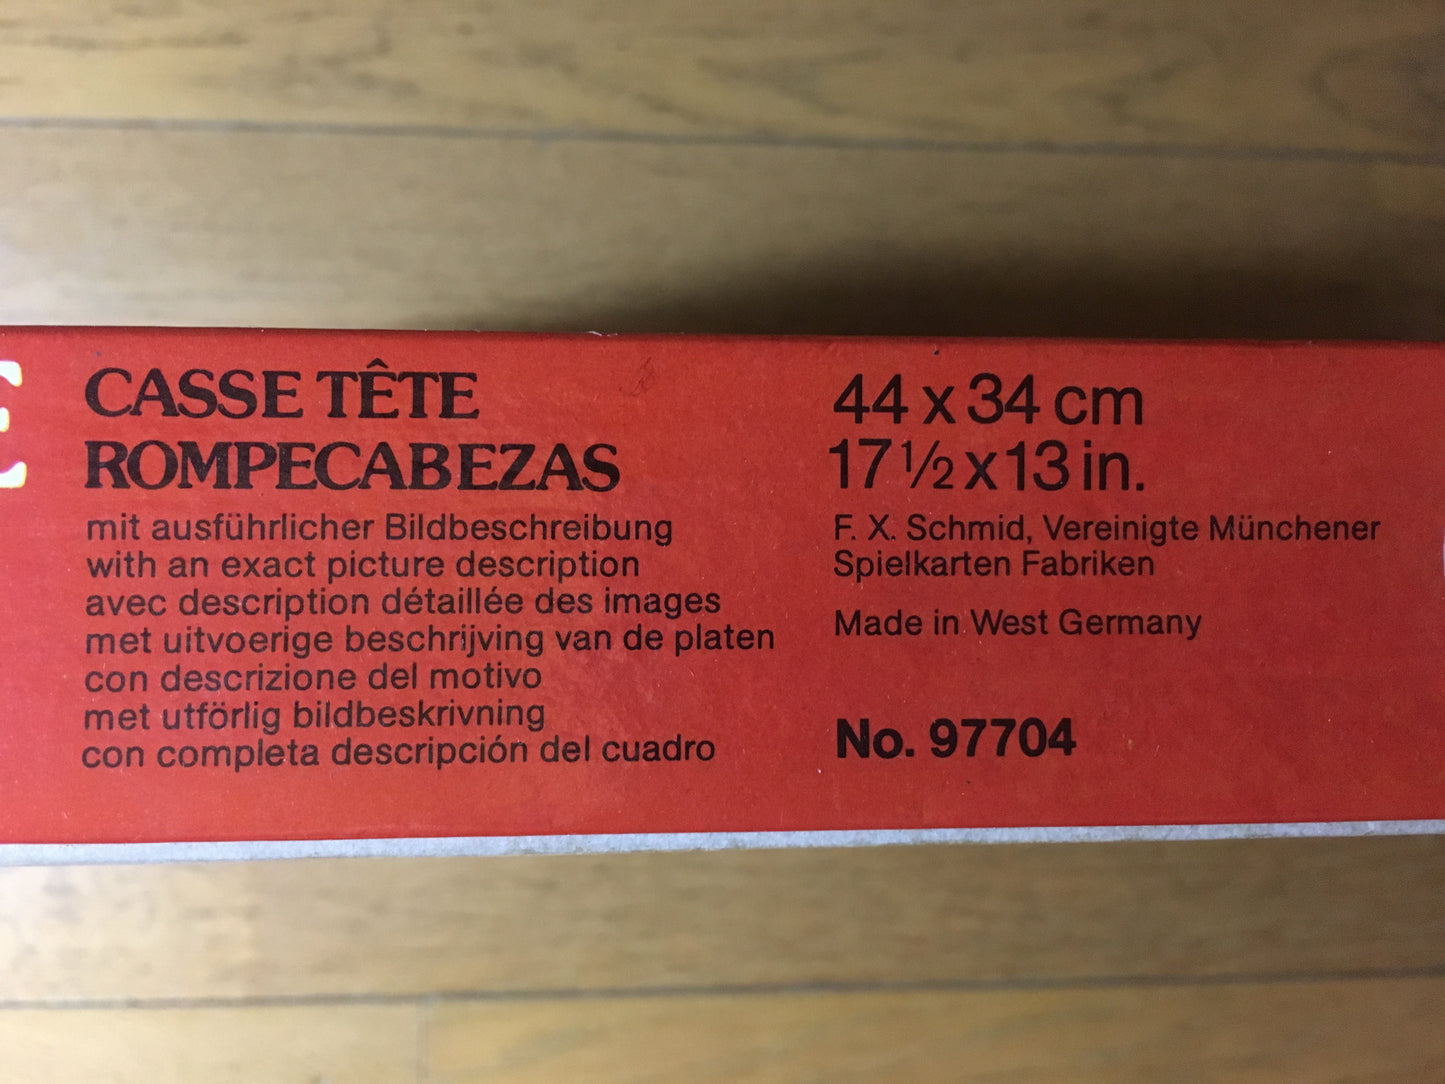 CASSE TÊTE
ROMPECABEZAS
mit ausführlicher Bildbeschreibung
with an exact picture description
avec description détaillée des images
met uitvoerige beschrijving van de platen
con descrizione del motivo
met utförlig bildbeskrivning
con completa descripción del cuadro
44 x 34 cm
17 ½ x 13 in.
F. X. Schmid, Vereinigte Münchener
Spielkarten Fabriken
Made in West Germany
No. 97704